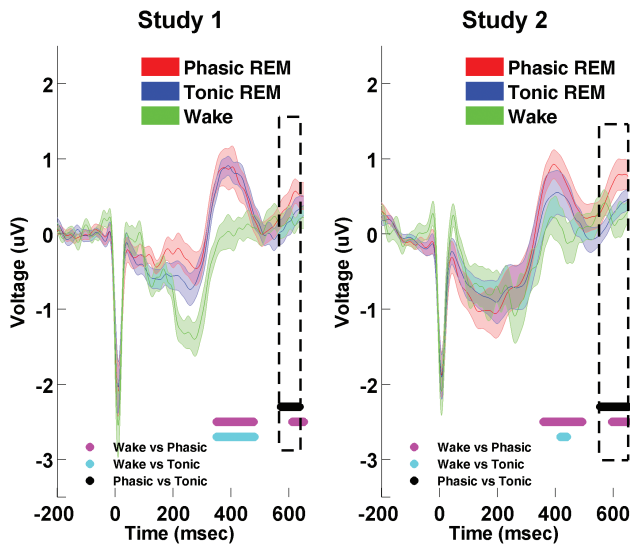 Study 1
Phasic REM
Tonic REM
Wake
2
1
0
-1
-2
-3
Voltage (uV)
Wake vs Phasic
Wake vs Tonic
Phasic vs Tonic
-200 0 200 400 600
Time (msec)
Study 2
Phasic REM
Tonic REM
Wake
2
1
0
-1
-2
-3
Voltage (uV)
Wake vs Phasic
Wake vs Tonic
Phasic vs Tonic
-200 0 200 400 600
Time (msec)